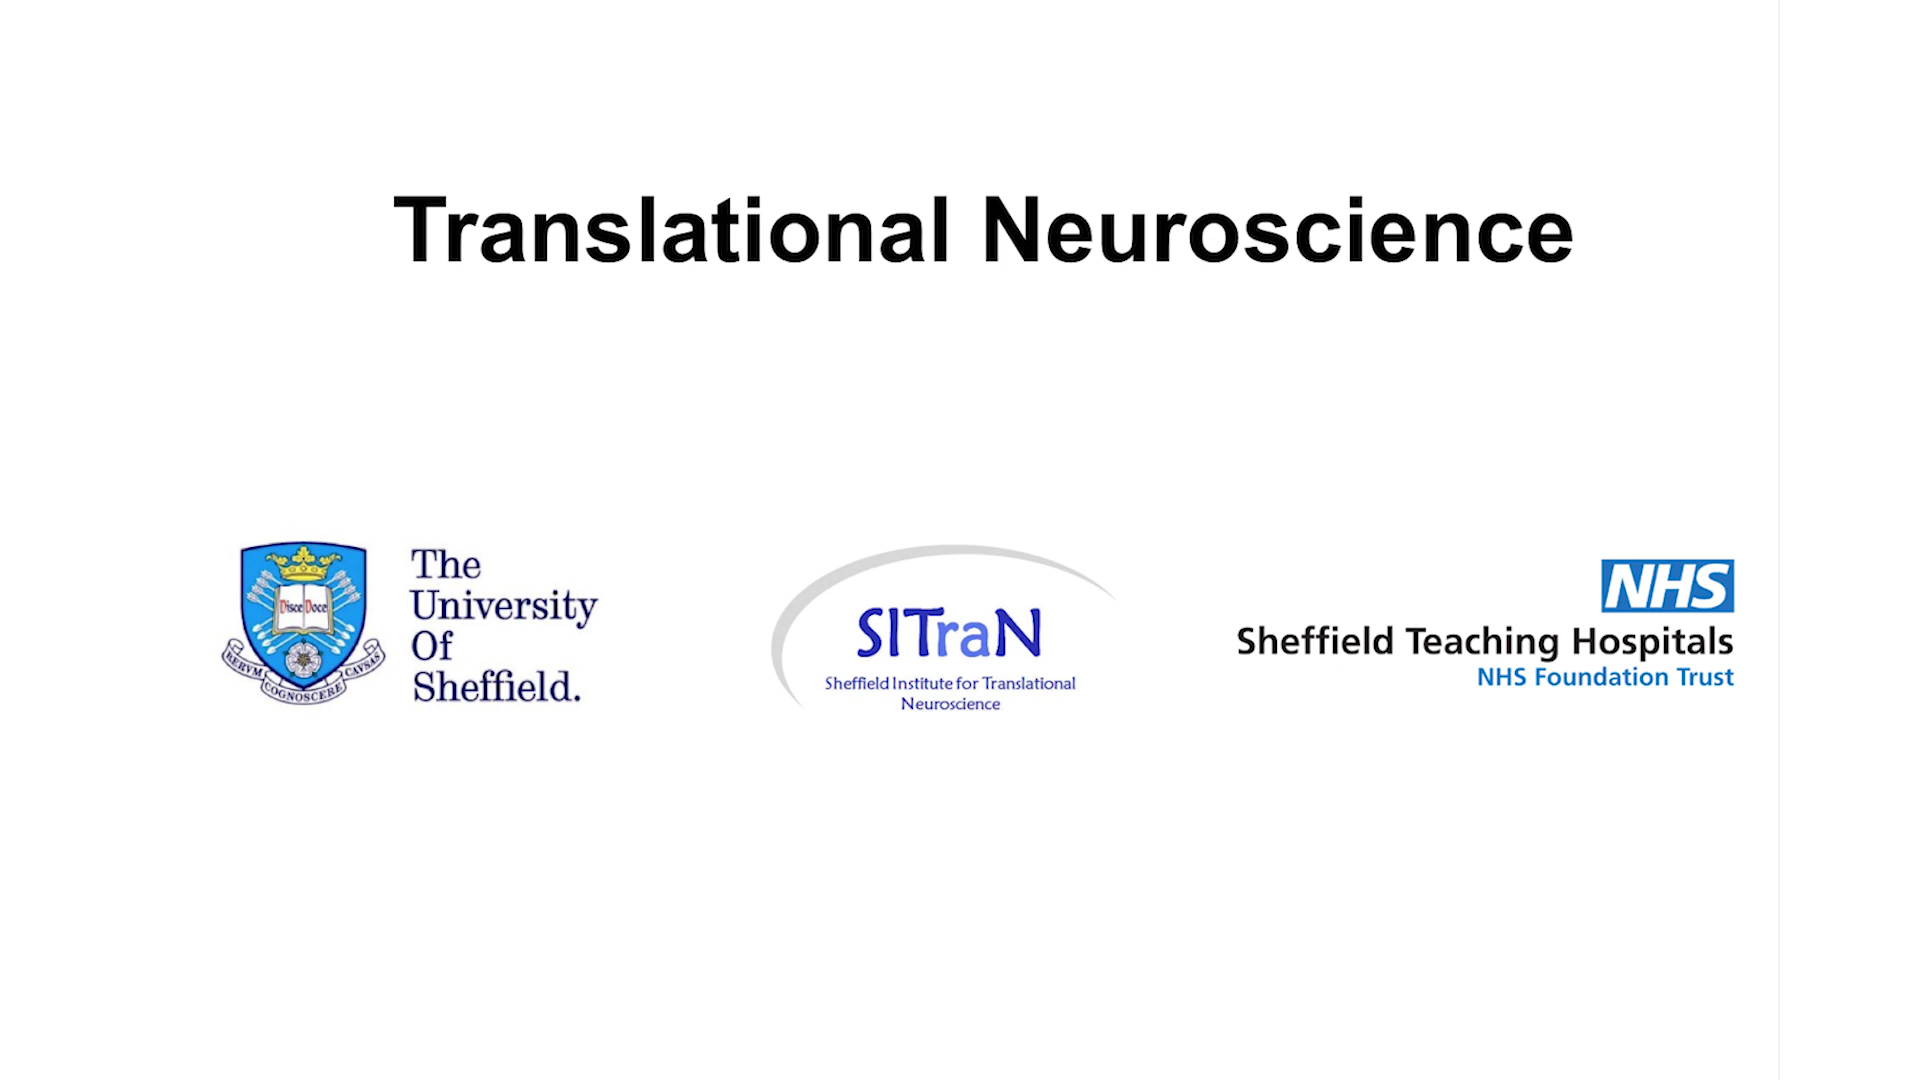 Translational Neuroscience
Disce Doce
RERVM COGNOSCERE CAVSAS
The
University
Of
Sheffield.
SITraN
Sheffield Institute for Translational
Neuroscience
NHS
Sheffield Teaching Hospitals
NHS Foundation Trust